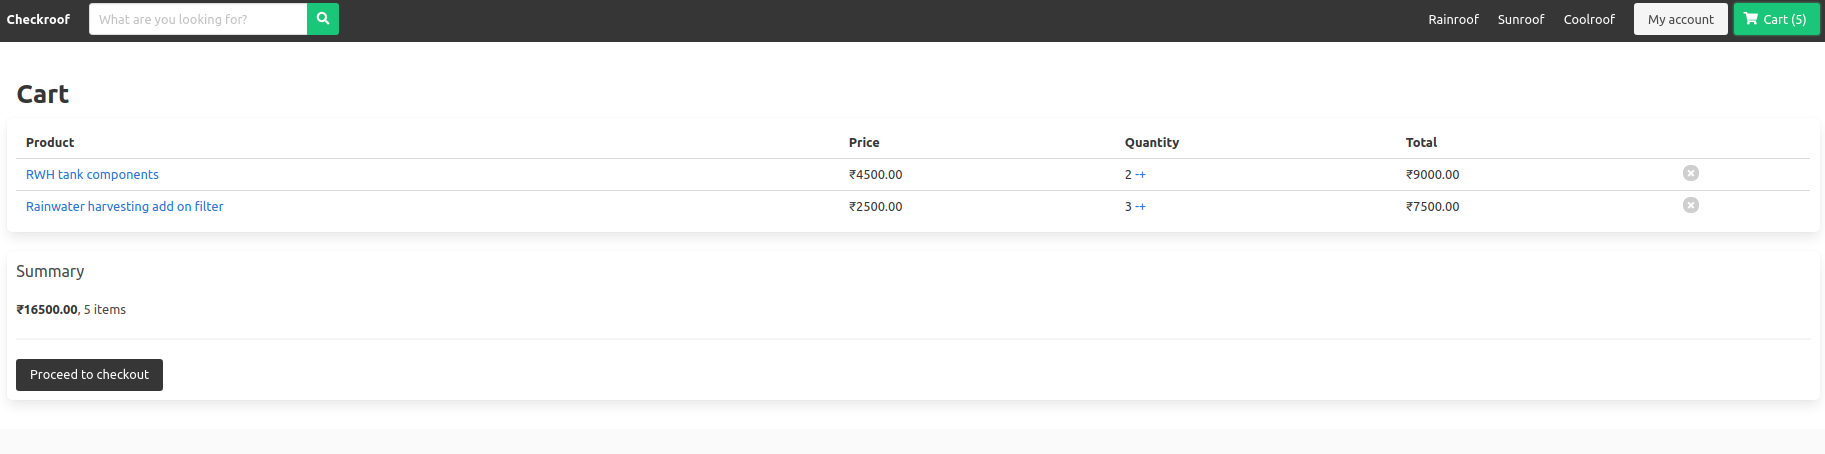 Checkroof What are you looking for? Rainroof Sunroof Coolroof My account Cart (5)
Cart
Product Price Quantity Total
RWH tank components ₹4500.00 2 -+ ₹9000.00
Rainwater harvesting add on filter ₹2500.00 3 -+ ₹7500.00
Summary
₹16500.00, 5 items
Proceed to checkout